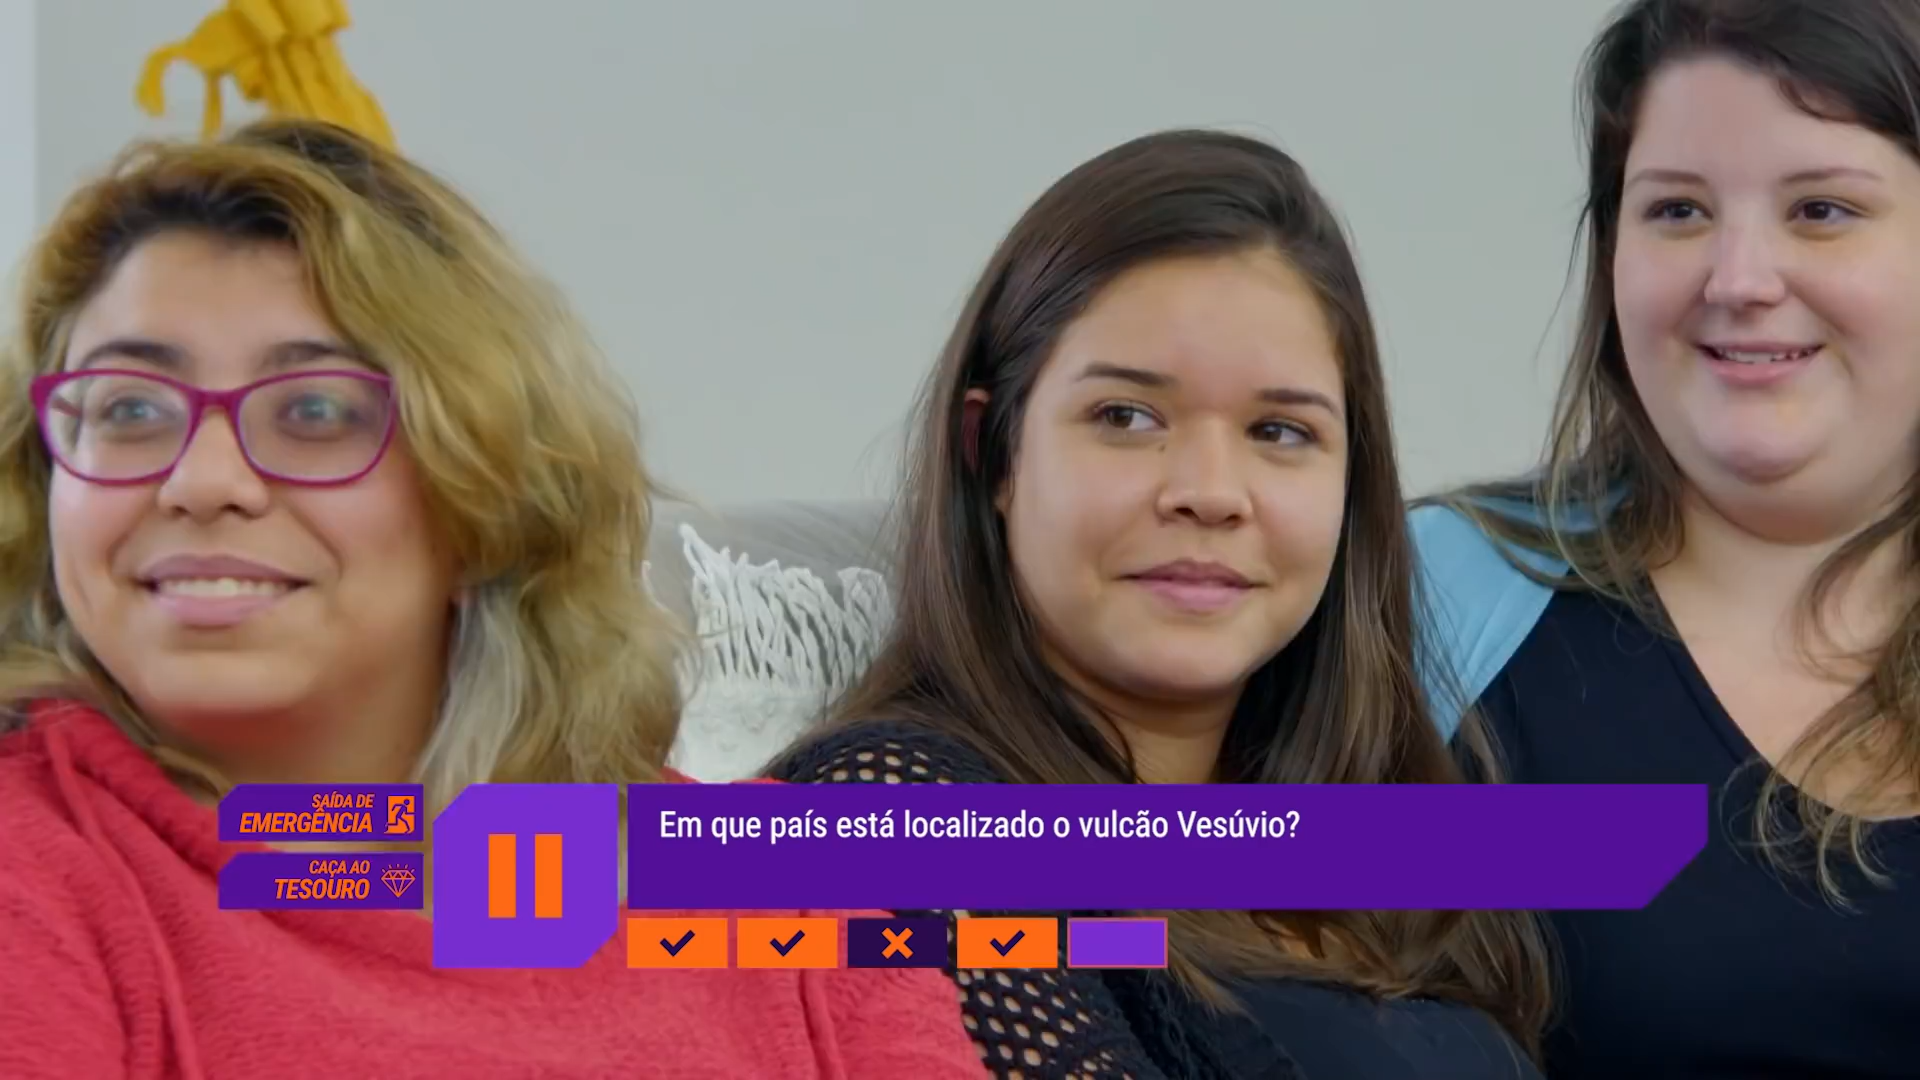 SAÍDA DE
EMERGÊNCIA
CAÇA AO
TESOURO
Em que país está localizado o vulcão Vesúvio?